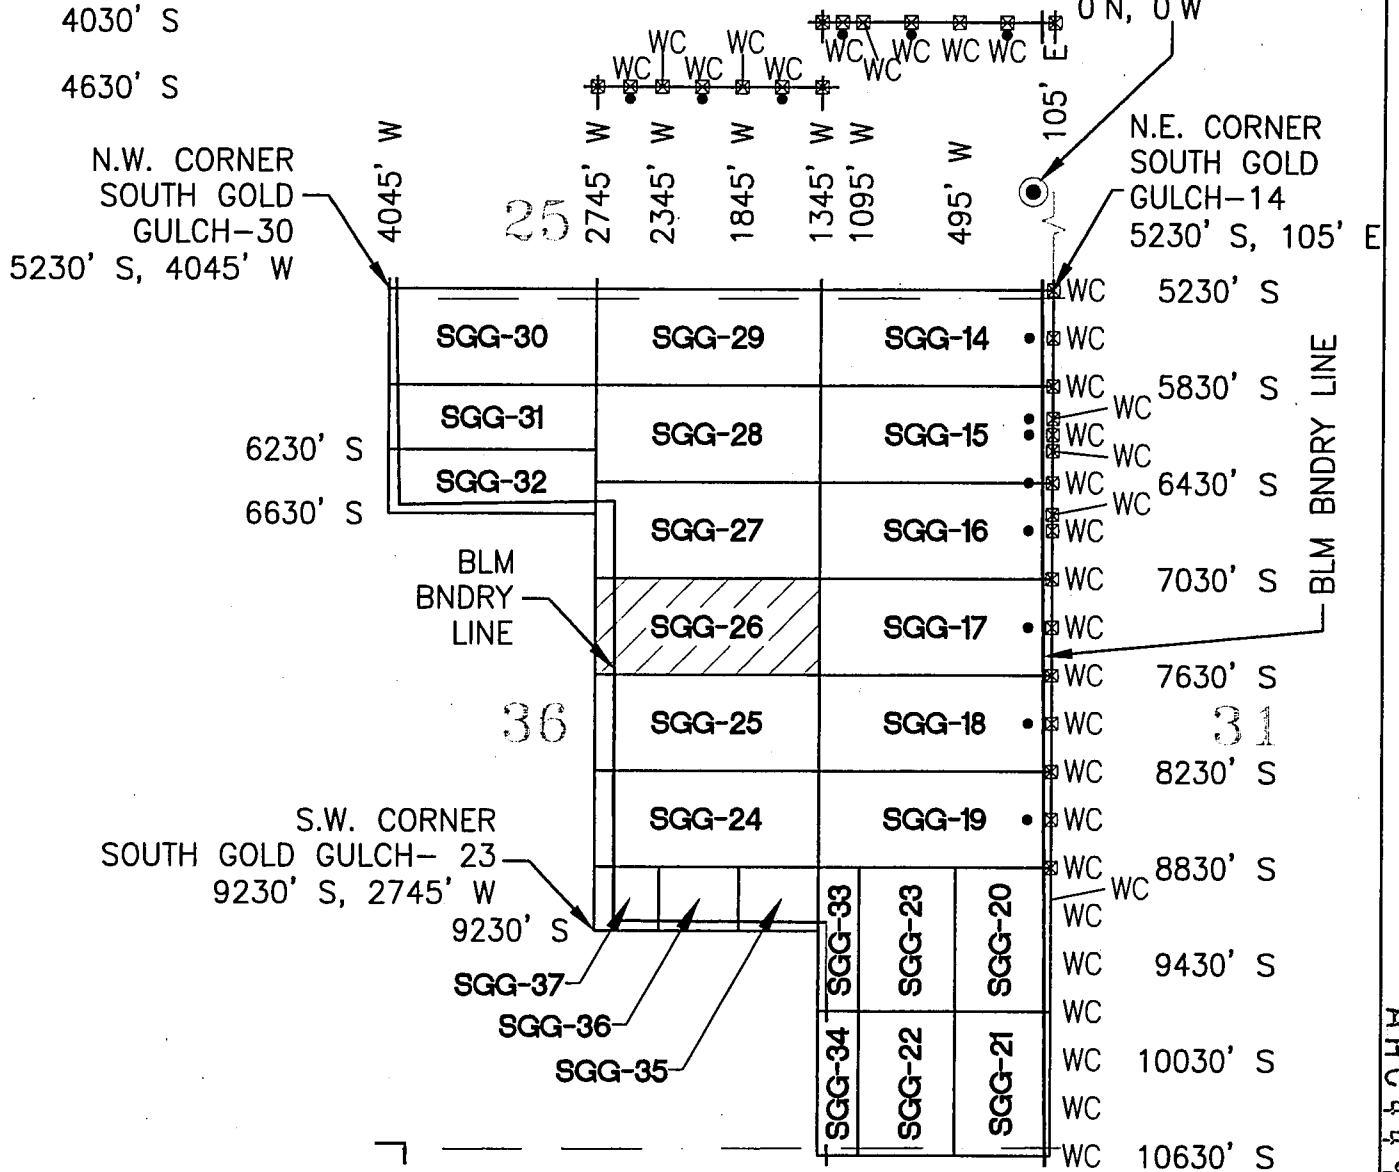 4030' S
4630' S
0 N, 0 W
WC WC
WC WC WC
WC WC WC WC
WC
4045' W
2745' W
2345' W
1845' W
1345' W
1095' W
495' W
105' E
N.W. CORNER
SOUTH GOLD
GULCH-30
5230' S, 4045' W
N.E. CORNER
SOUTH GOLD
GULCH-14
5230' S, 105' E
25
WC 5230' S
SGG-30 SGG-29 SGG-14 WC
WC 5830' S
SGG-31 WC
SGG-28 SGG-15 WC
WC
6230' S
SGG-32 WC 6430' S
WC
6630' S
SGG-27 SGG-16 WC
BLM BNDRY LINE
BLM
BNDRY
LINE
WC 7030' S
SGG-26 SGG-17 WC
WC 7630' S
36 SGG-25 SGG-18 WC 31
WC 8230' S
SGG-24 SGG-19 WC
S.W. CORNER
SOUTH GOLD GULCH- 23
9230' S, 2745' W
9230' S
WC 8830' S
WC
WC
SGG-33
SGG-23
SGG-20
WC 9430' S
SGG-37
SGG-36
SGG-35
WC
SGG-34
SGG-22
SGG-21
WC 10030' S
WC
WC 10630' S